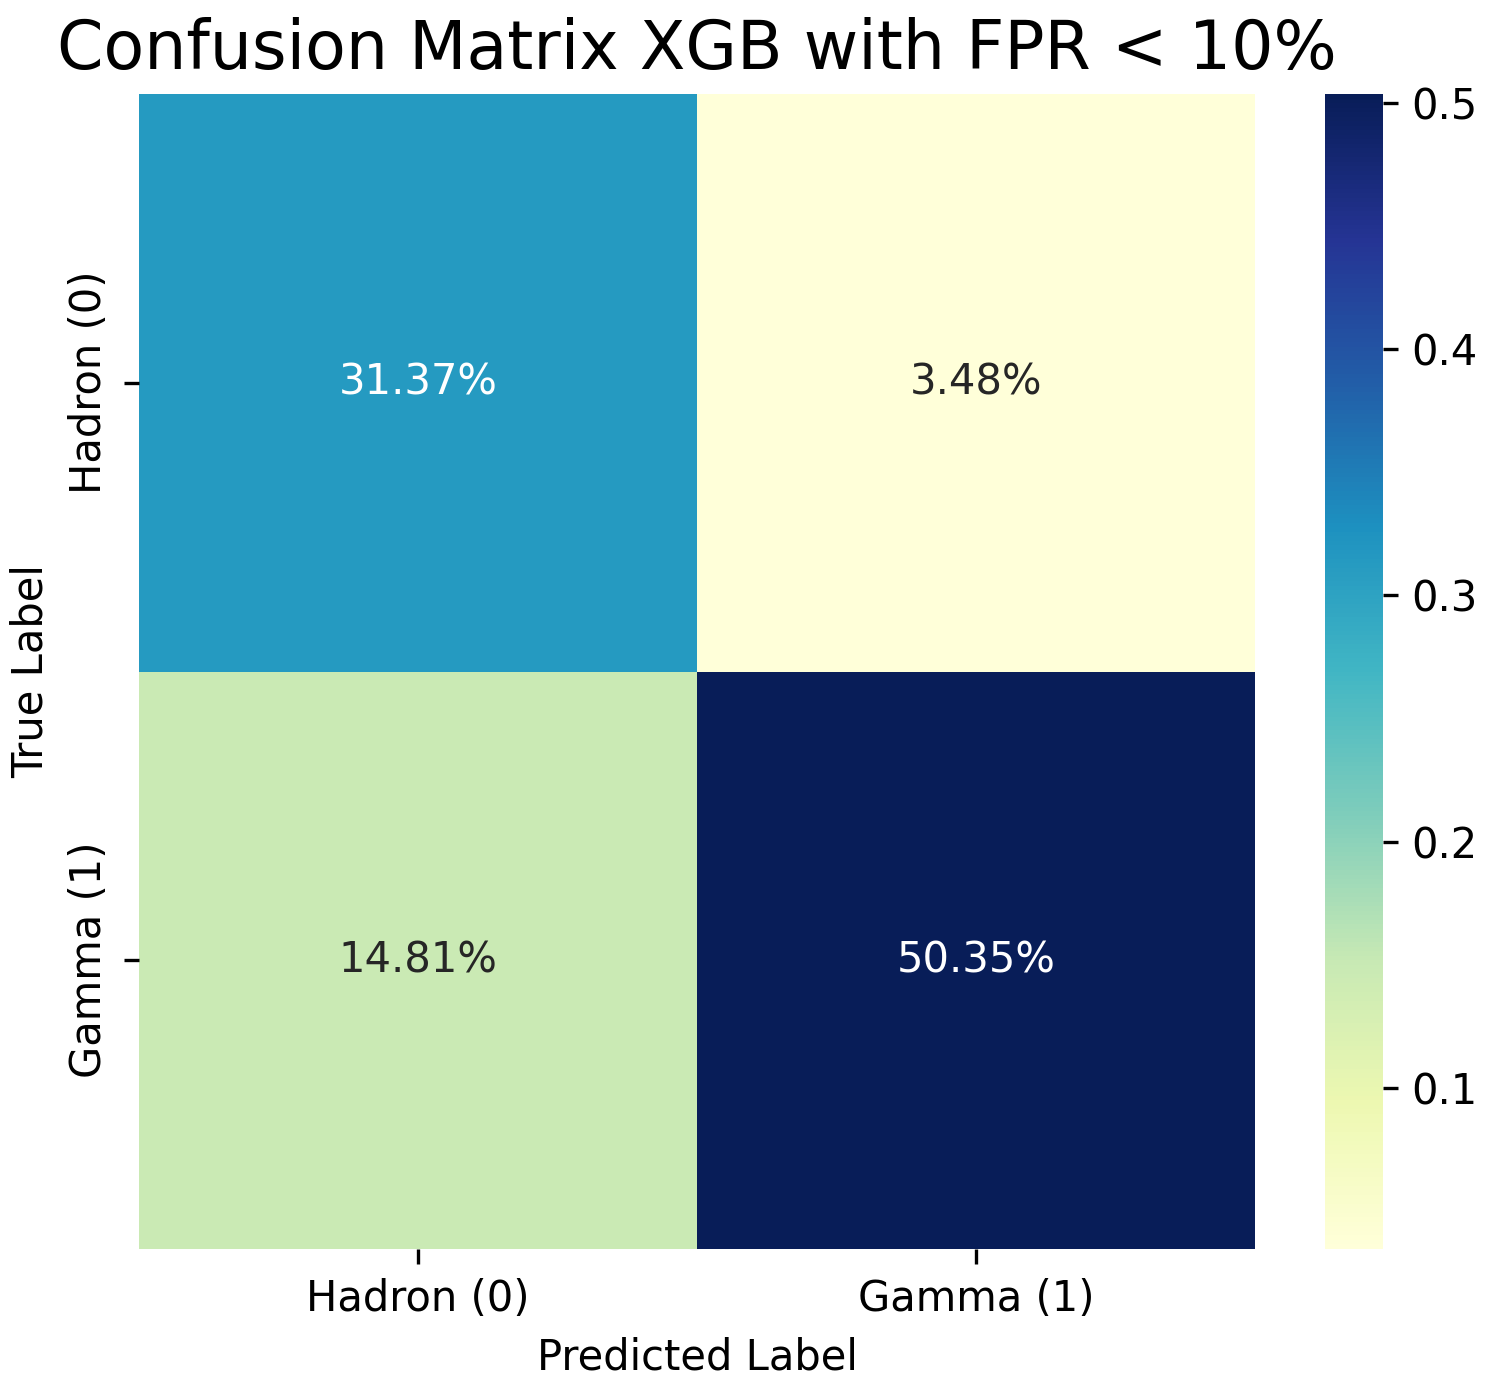 Confusion Matrix XGB with FPR < 10%
True Label
Hadron (0)
Gamma (1)
31.37%
3.48%
14.81%
50.35%
Hadron (0)
Gamma (1)
Predicted Label
0.5
0.4
0.3
0.2
0.1